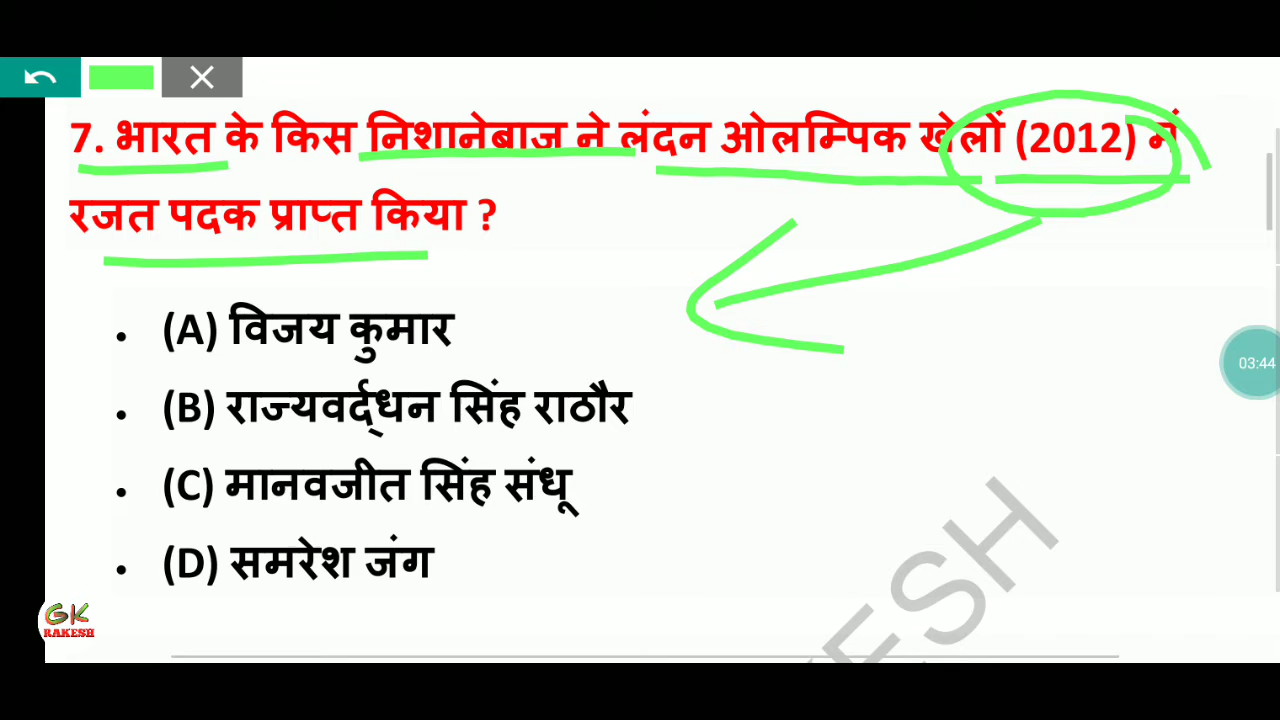 7. भारत के किस निशानेबाज ने लंदन ओलम्पिक खेलों (2012) में
रजत पदक प्राप्त किया ?
• (A) विजय कुमार
• (B) राज्यवर्द्धन सिंह राठौर
03:44
• (C) मानवजीत सिंह संधू
• (D) समरेश जंग
GK
RAKESH